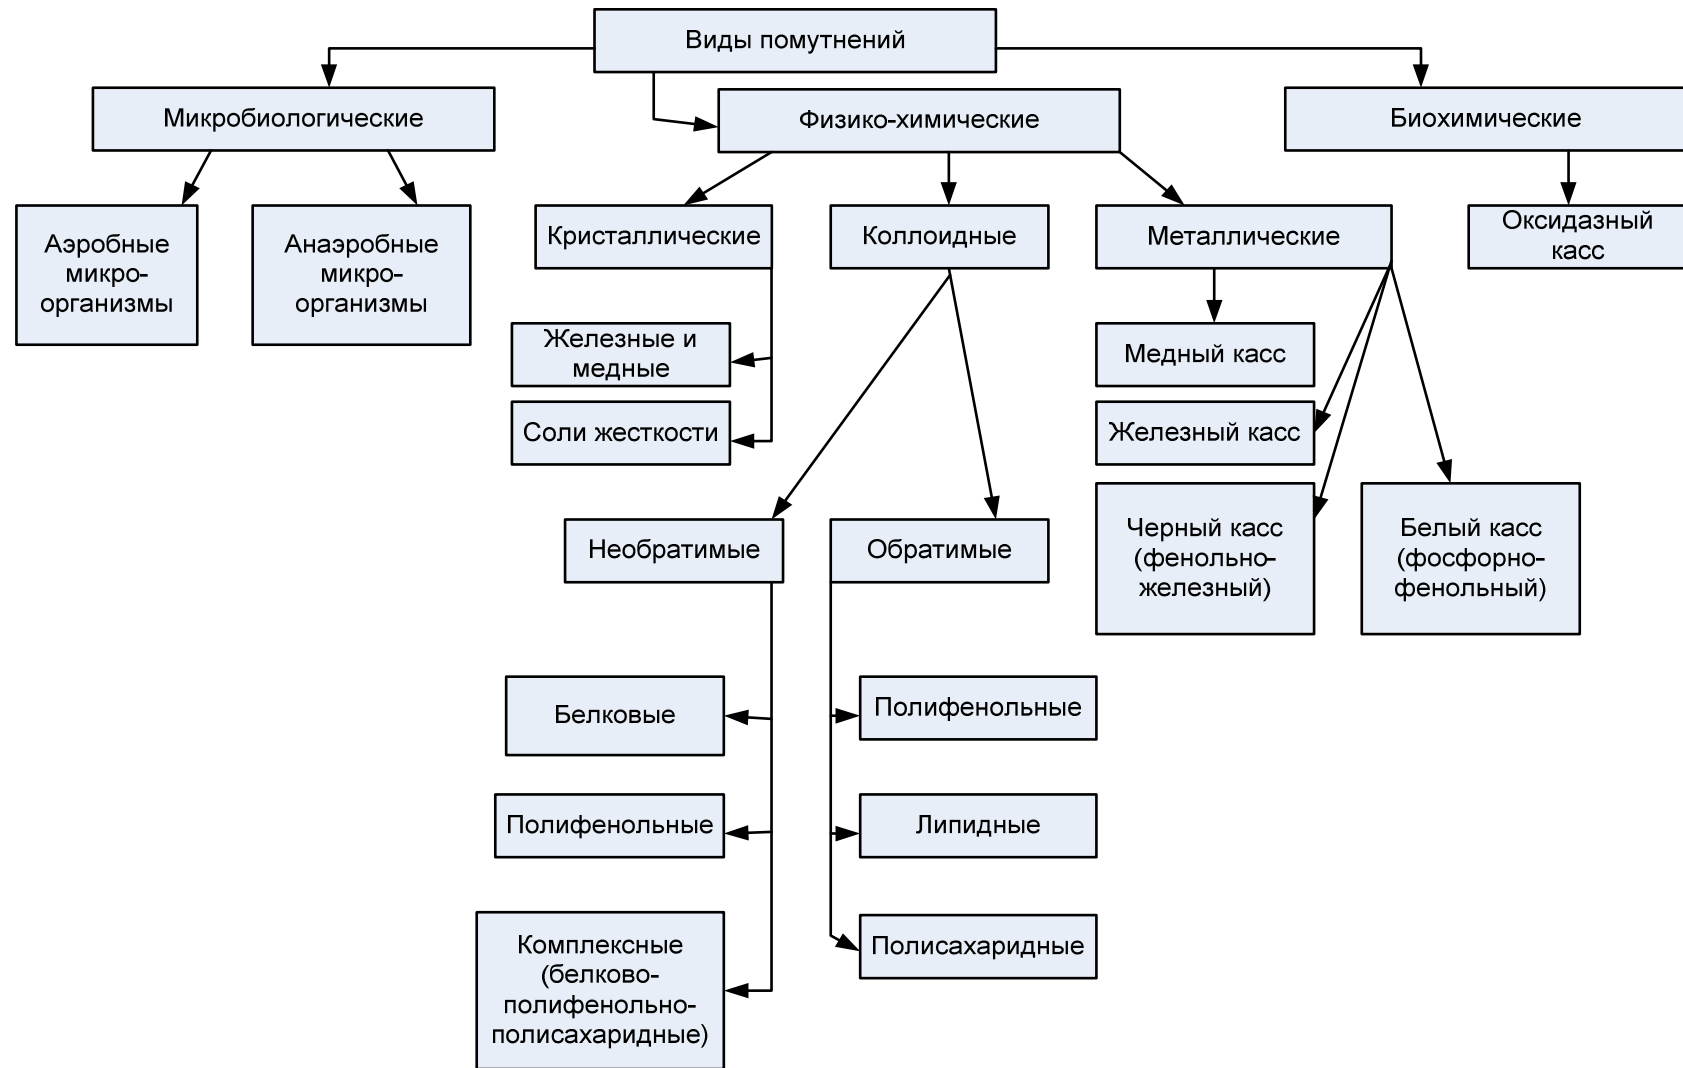 Виды помутнений
Микробиологические
Физико-химические
Биохимические
Аэробные
микро-
организмы
Анаэробные
микро-
организмы
Кристаллические
Коллоидные
Металлические
Оксидазный
касс
Железные и
медные
Медный касс
Соли жесткости
Железный касс
Необратимые
Обратимые
Черный касс
(фенольно-
железный)
Белый касс
(фосфорно-
фенольный)
Белковые
Полифенольные
Полифенольные
Липидные
Комплексные
(белково-
полифенольно-
полисахаридные)
Полисахаридные